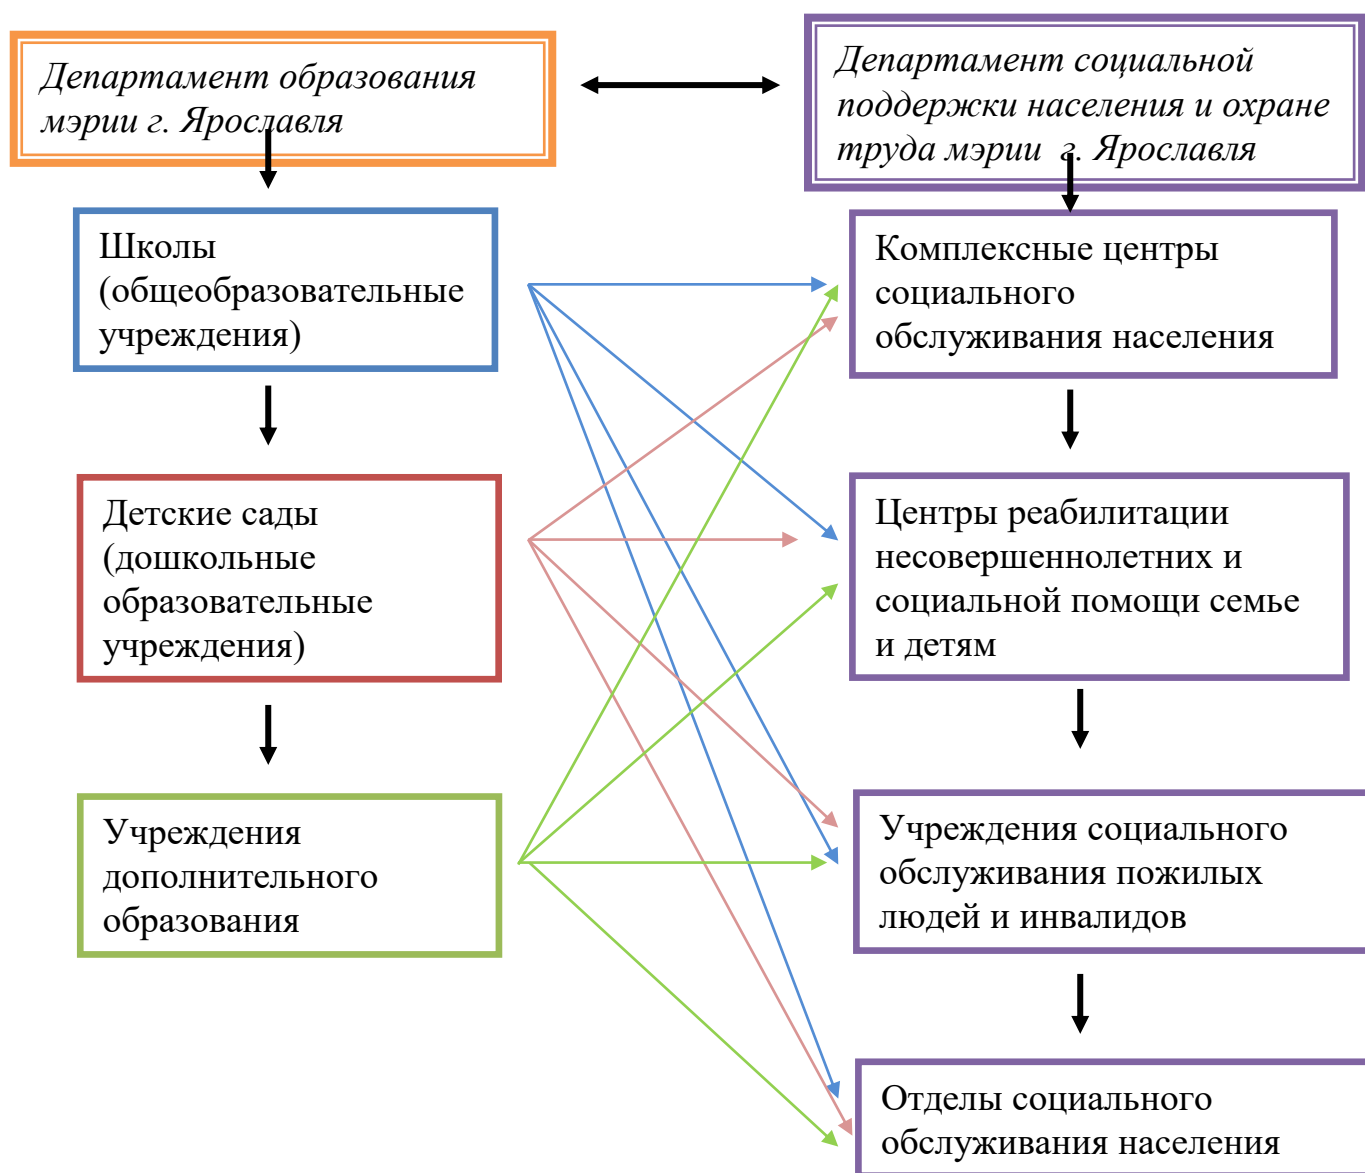 Департамент образования
мэрии г. Ярославля
Департамент социальной
поддержки населения и охране
труда мэрии  г. Ярославля
Школы
(общеобразовательные
учреждения)
Комплексные центры
социального
обслуживания населения
Детские сады
(дошкольные
образовательные
учреждения)
Центры реабилитации
несовершеннолетних и
социальной помощи семье
и детям
Учреждения
дополнительного
образования
Учреждения социального
обслуживания пожилых
людей и инвалидов
Отделы социального
обслуживания населения